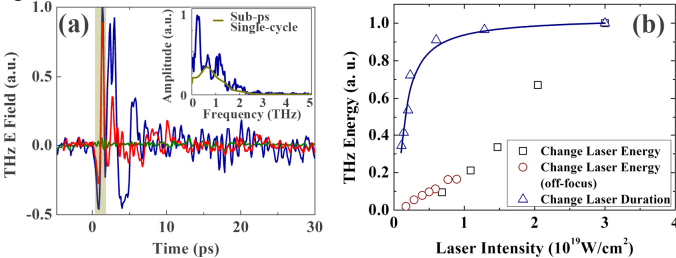 (a)
THz E Field (a.u.)
1.0
0.5
0.0
-0.5
0
10
20
30
Time (ps)
Amplitude (a.u.)
1
0
Sub-ps
Single-cycle
0 1 2 3 4 5
Frequency (THz)
(b)
THz Energy (a. u.)
1.0
0.8
0.6
0.4
0.2
0.0
Change Laser Energy
Change Laser Energy
(off-focus)
Change Laser Duration
0 1 2 3 4
Laser Intensity (10¹⁹W/cm²)